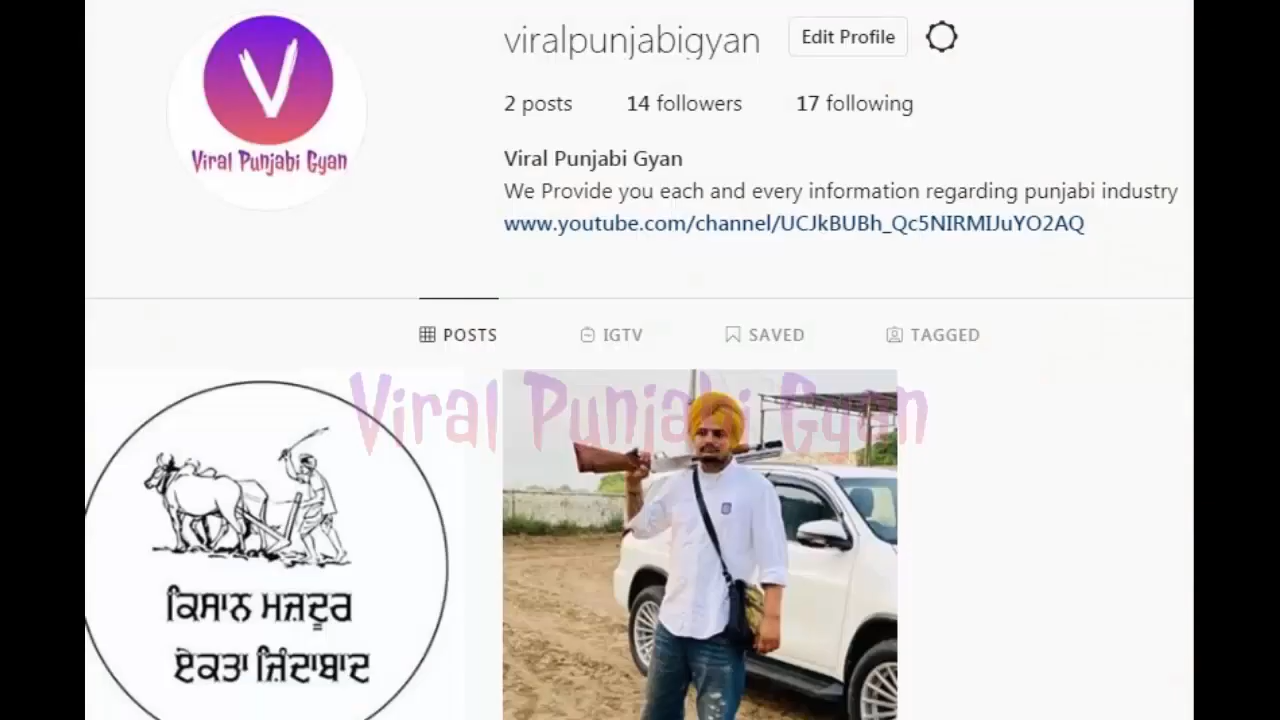 viralpunjabigyan
Edit Profile
2 posts 14 followers 17 following
V
Viral Punjabi Gyan
Viral Punjabi Gyan
We Provide you each and every information regarding punjabi industry
www.youtube.com/channel/UCJkBUBh_Qc5NIRMIJuYO2AQ
POSTS IGTV SAVED TAGGED
Viral Punjabi Gyan
ਕਿਸਾਨ ਮਜ਼ਦੂਰ
ਏਕਤਾ ਜ਼ਿੰਦਾਬਾਦ